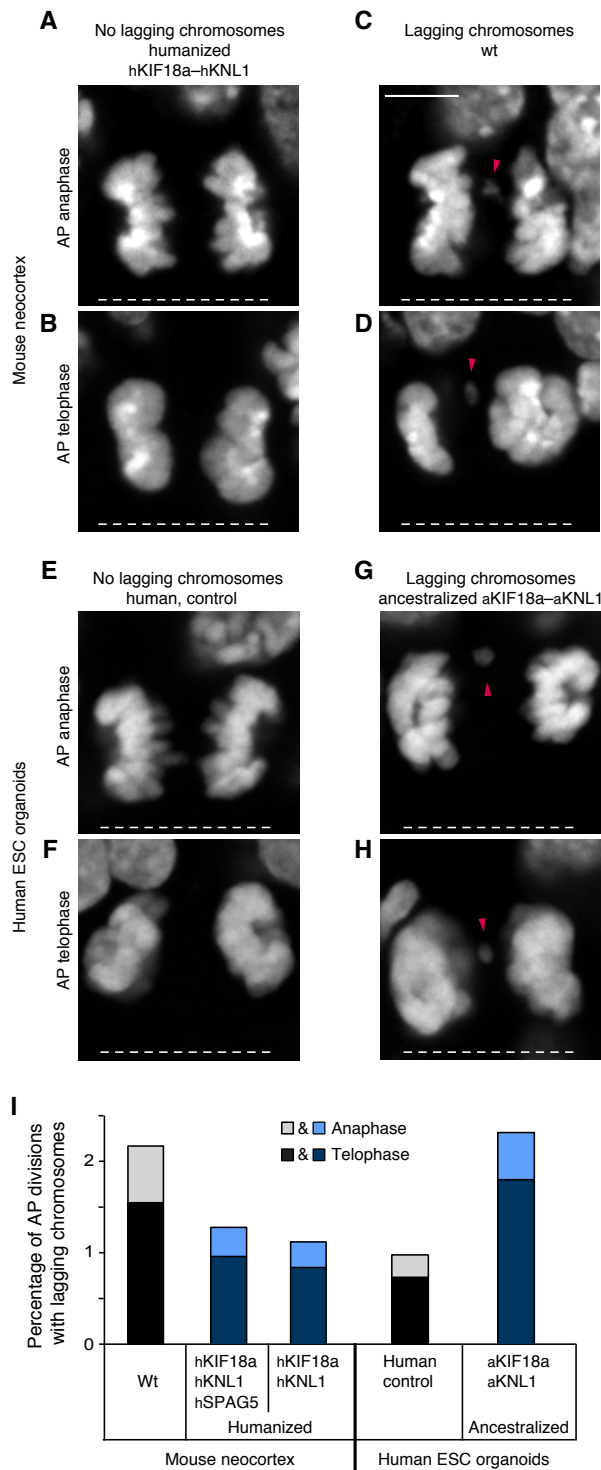 A
No lagging chromosomes
humanized
hKIF18a–hKNL1
C
Lagging chromosomes
wt
Mouse neocortex
AP anaphase
B
D
AP telophase
E
No lagging chromosomes
human, control
G
Lagging chromosomes
ancestralized aKIF18a–aKNL1
Human ESC organoids
AP anaphase
F
H
AP telophase
I
Percentage of AP divisions
with lagging chromosomes
2
1
0
& Anaphase
& Telophase
Wt
hKIF18a
hKNL1
hSPAG5
hKIF18a
hKNL1
Human
control
aKIF18a
aKNL1
Humanized
Ancestralized
Mouse neocortex
Human ESC organoids